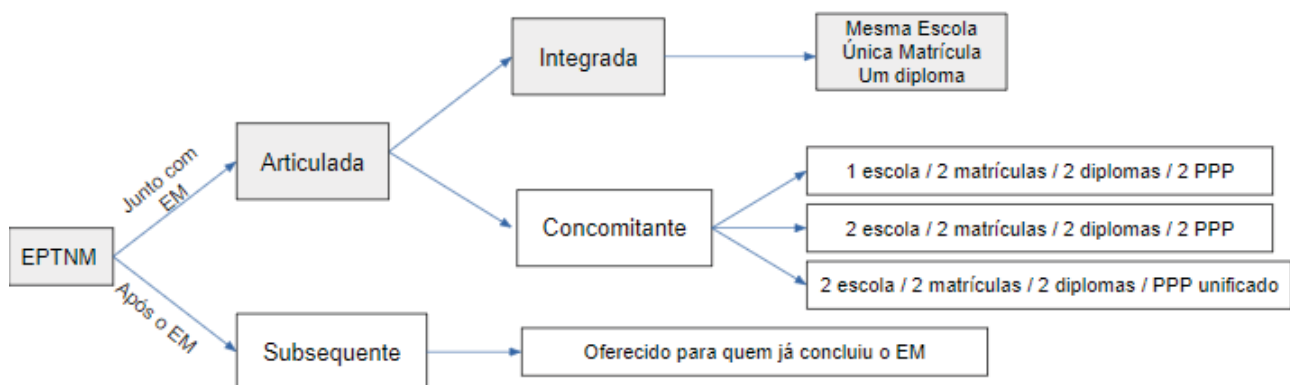 EPTNM
Junto com
EM
Após o EM
Articulada
Subsequente
Integrada
Concomitante
Mesma Escola
Única Matrícula
Um diploma
1 escola / 2 matrículas / 2 diplomas / 2 PPP
2 escola / 2 matrículas / 2 diplomas / 2 PPP
2 escola / 2 matrículas / 2 diplomas / PPP unificado
Oferecido para quem já concluiu o EM